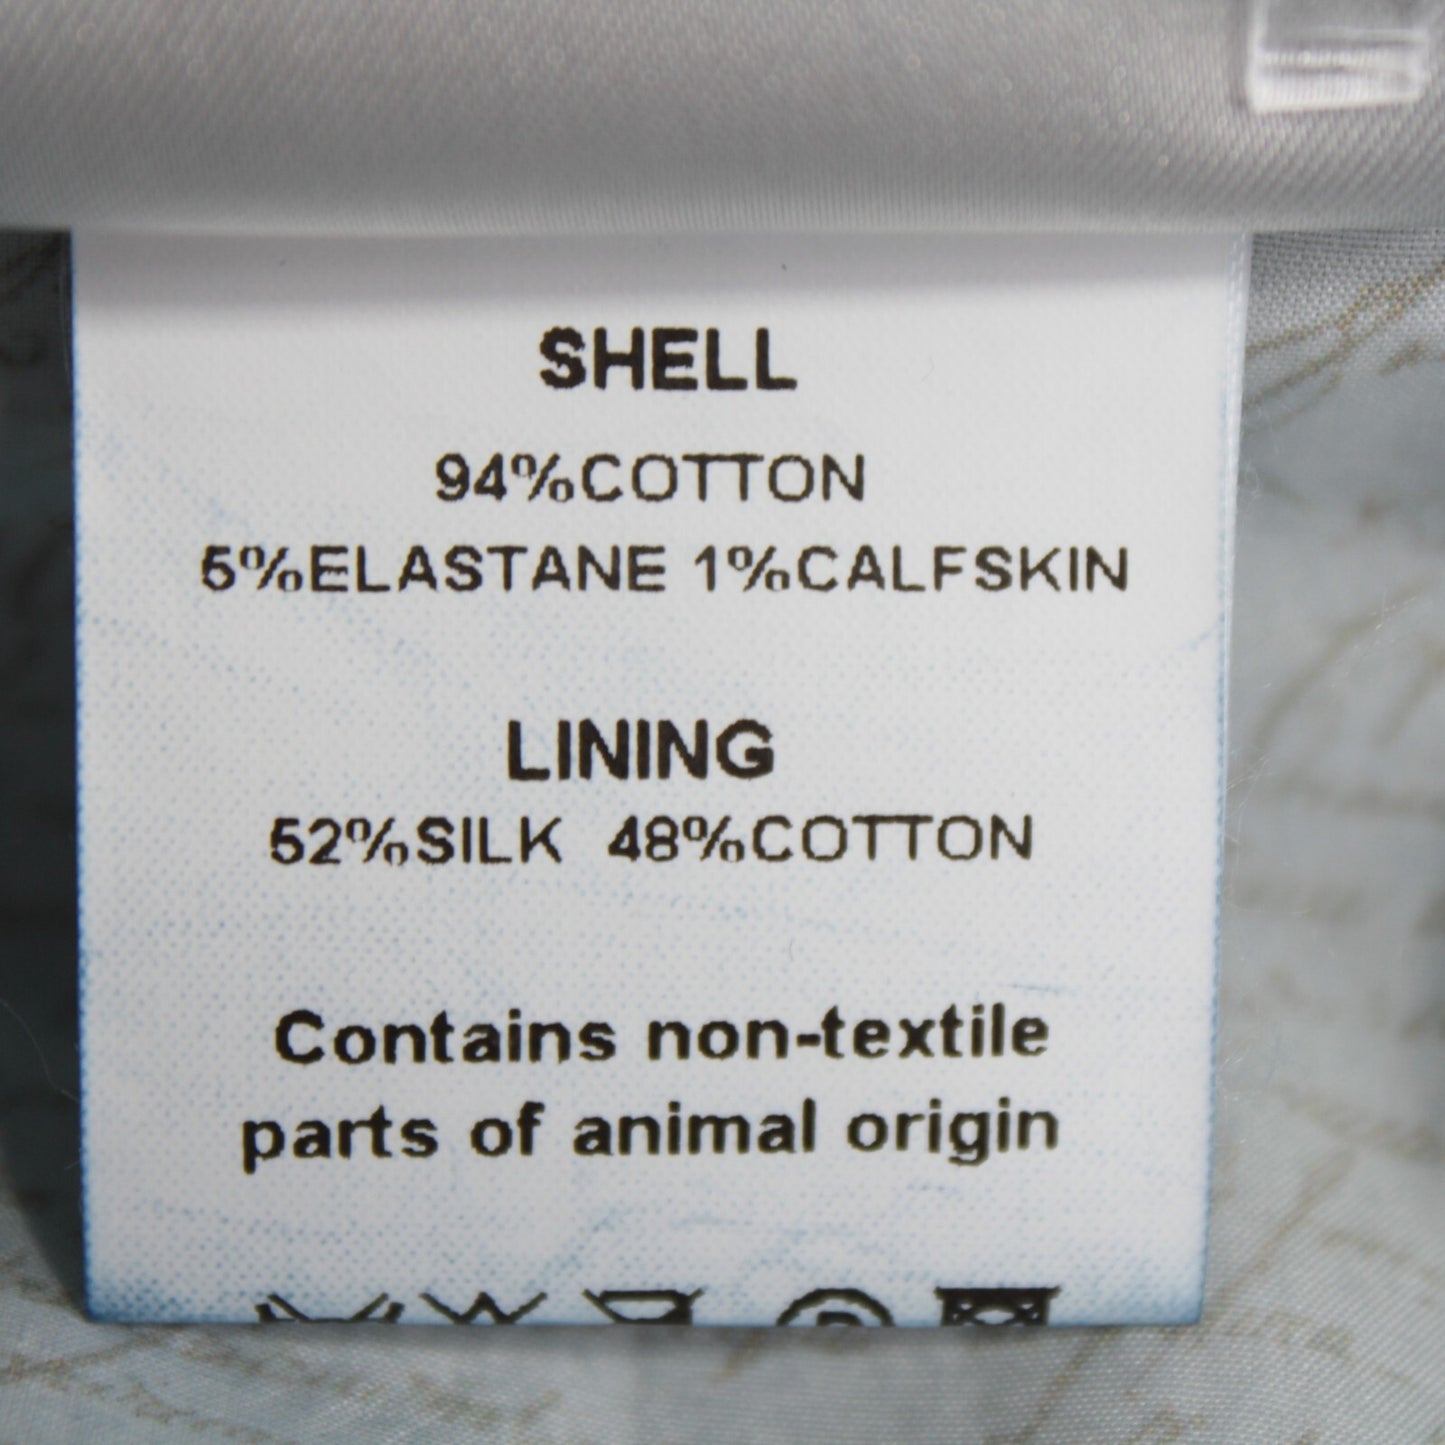 SHELL
94%COTTON
5%ELASTANE 1%CALFSKIN
LINING
52%SILK 48%COTTON
Contains non-textile
parts of animal origin